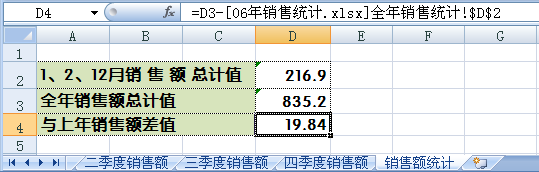 D4 fx =D3-[06年销售统计.xlsx]全年销售额总计!$D$2
A B C D E F G
1
2 1、2、12月销 售 额 总计值 216.9
3 全年销售额总计值 835.2
4 与上年销售额差值 19.84
5
二季度销售额 三季度销售额 四季度销售额 销售额统计